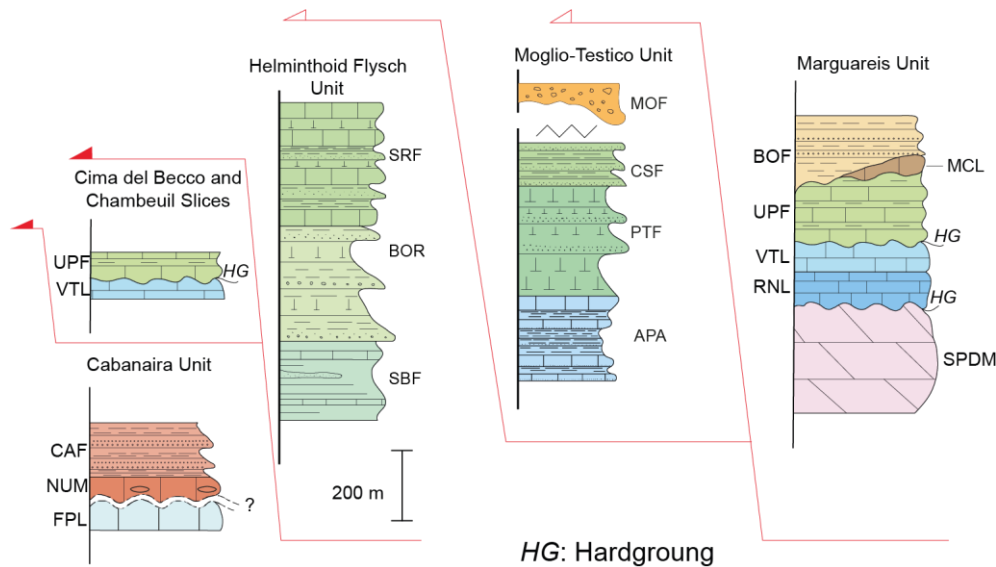 Helminthoid Flysch
Unit
SRF
BOR
SBF
Moglio-Testico Unit
MOF
CSF
PTF
APA
Marguareis Unit
BOF
MCL
UPF
HG
VTL
RNL
HG
SPDM
Cima del Becco and
Chambeuil Slices
UPF
HG
VTL
Cabanaira Unit
CAF
NUM
?
FPL
200 m
HG: Hardgroung